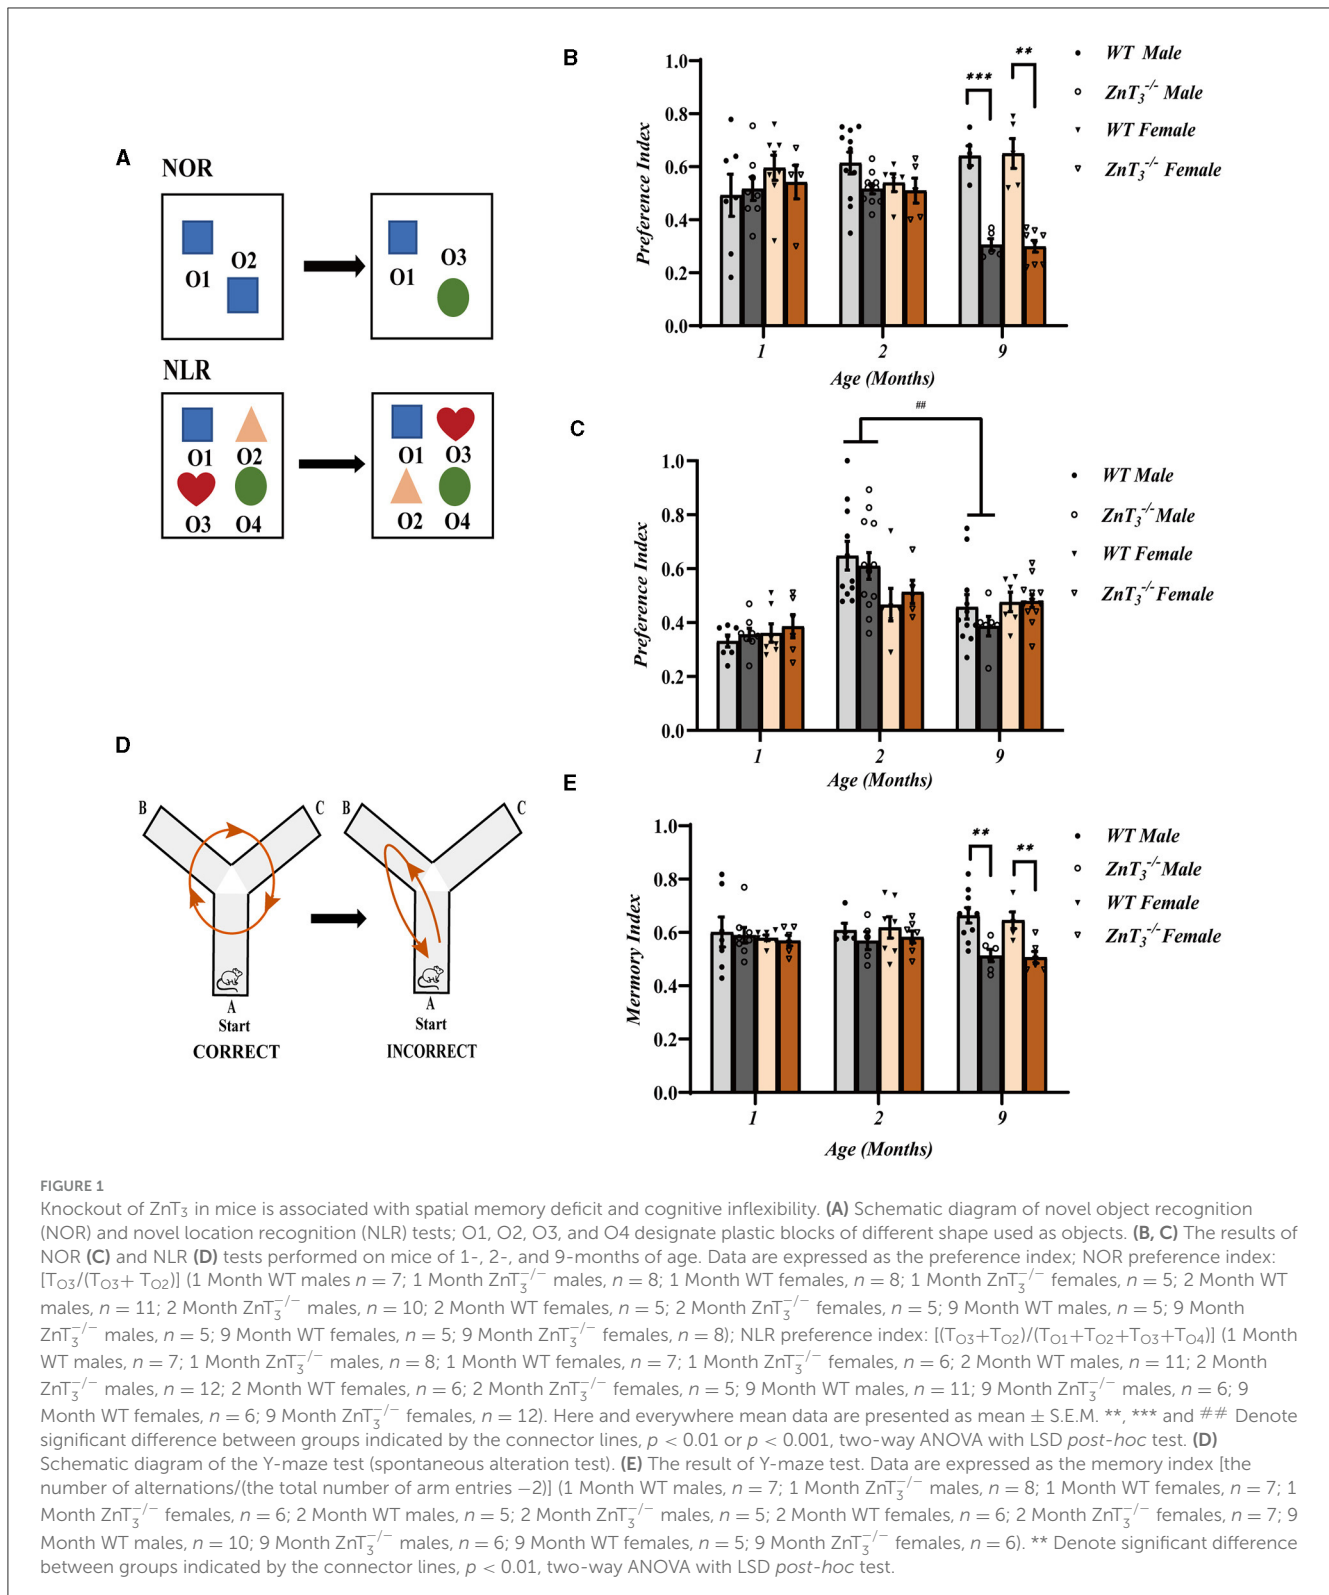 A
NOR
O1
O2
O1
O3
NLR
O1
O2
O3
O4
O1
O3
O2
O4
B
Preference Index
1.0
0.8
0.6
0.4
0.2
0.0
***
**
1
2
9
Age (Months)
WT Male
ZnT₃⁻/⁻ Male
WT Female
ZnT₃⁻/⁻ Female
C
Preference Index
1.0
0.8
0.6
0.4
0.2
0.0
##
1
2
9
Age (Months)
WT Male
ZnT₃⁻/⁻ Male
WT Female
ZnT₃⁻/⁻ Female
D
B
C
A
Start
CORRECT
B
C
A
Start
INCORRECT
E
Mermory Index
1.0
0.8
0.6
0.4
0.2
0.0
**
**
1
2
9
Age (Months)
WT Male
ZnT₃⁻/⁻ Male
WT Female
ZnT₃⁻/⁻ Female
FIGURE 1
Knockout of ZnT₃ in mice is associated with spatial memory deficit and cognitive inflexibility. (A) Schematic diagram of novel object recognition
(NOR) and novel location recognition (NLR) tests; O1, O2, O3, and O4 designate plastic blocks of different shape used as objects. (B, C) The results of
NOR (C) and NLR (D) tests performed on mice of 1-, 2-, and 9-months of age. Data are expressed as the preference index; NOR preference index:
[T_O3/(T_O3+ T_O2)] (1 Month WT males n = 7; 1 Month ZnT₃⁻/⁻ males, n = 8; 1 Month WT females, n = 8; 1 Month ZnT₃⁻/⁻ females, n = 5; 2 Month WT
males, n = 11; 2 Month ZnT₃⁻/⁻ males, n = 10; 2 Month WT females, n = 5; 2 Month ZnT₃⁻/⁻ females, n = 5; 9 Month WT males, n = 5; 9 Month
ZnT₃⁻/⁻ males, n = 5; 9 Month WT females, n = 5; 9 Month ZnT₃⁻/⁻ females, n = 8); NLR preference index: [(T_O3+T_O2)/(T_O1+T_O2+T_O3+T_O4)] (1 Month
WT males, n = 7; 1 Month ZnT₃⁻/⁻ males, n = 8; 1 Month WT females, n = 7; 1 Month ZnT₃⁻/⁻ females, n = 6; 2 Month WT males, n = 11; 2 Month
ZnT₃⁻/⁻ males, n = 12; 2 Month WT females, n = 6; 2 Month ZnT₃⁻/⁻ females, n = 5; 9 Month WT males, n = 11; 9 Month ZnT₃⁻/⁻ males, n = 6; 9
Month WT females, n = 6; 9 Month ZnT₃⁻/⁻ females, n = 12). Here and everywhere mean data are presented as mean ± S.E.M. **, *** and ## Denote
significant difference between groups indicated by the connector lines, p < 0.01 or p < 0.001, two-way ANOVA with LSD post-hoc test. (D)
Schematic diagram of the Y-maze test (spontaneous alteration test). (E) The result of Y-maze test. Data are expressed as the memory index [the
number of alternations/(the total number of arm entries −2)] (1 Month WT males, n = 7; 1 Month ZnT₃⁻/⁻ males, n = 8; 1 Month WT females, n = 7; 1
Month ZnT₃⁻/⁻ females, n = 6; 2 Month WT males, n = 5; 2 Month ZnT₃⁻/⁻ males, n = 5; 2 Month WT females, n = 6; 2 Month ZnT₃⁻/⁻ females, n = 7; 9
Month WT males, n = 10; 9 Month ZnT₃⁻/⁻ males, n = 6; 9 Month WT females, n = 5; 9 Month ZnT₃⁻/⁻ females, n = 6). ** Denote significant difference
between groups indicated by the connector lines, p < 0.01, two-way ANOVA with LSD post-hoc test.